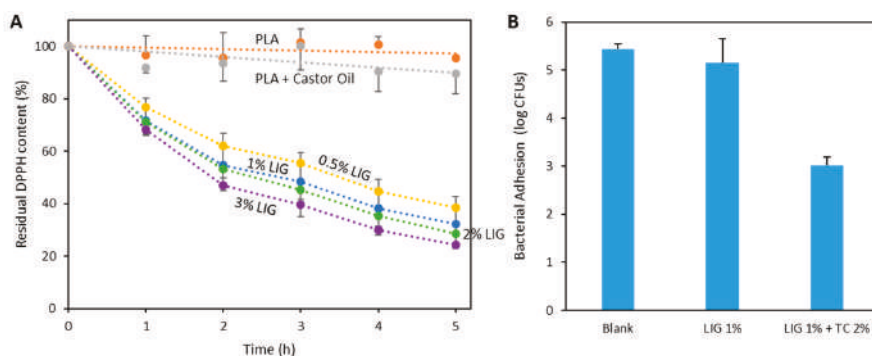 A
Residual DPPH content (%)
120
100
80
60
40
20
0
PLA
PLA + Castor Oil
0.5% LIG
1% LIG
3% LIG
2% LIG
0 1 2 3 4 5
Time (h)
B
Bacterial Adhesion (log CFUs)
6
5
4
3
2
1
0
Blank LIG 1% LIG 1% + TC 2%